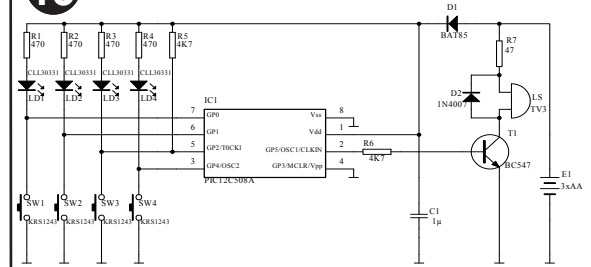 D1
BAT85
R1
470
R2
470
R3
470
R4
470
R5
4K7
R7
47
CLL30331
CLL30331
CLL30331
CLL30331
LD1
LD2
LD3
LD4
D2
1N4007
LS
TV3
IC1
7
GP0
Vss
8
6
GP1
Vdd
1
5
GP2/T0CKI
GP5/OSC1/CLKIN
2
3
GP4/OSC2
GP3/MCLR/Vpp
4
PIC12C508A
R6
4K7
T1
BC547
E1
3xAA
SW1
SW2
SW3
SW4
KRS1243
KRS1243
KRS1243
KRS1243
C1
1µ